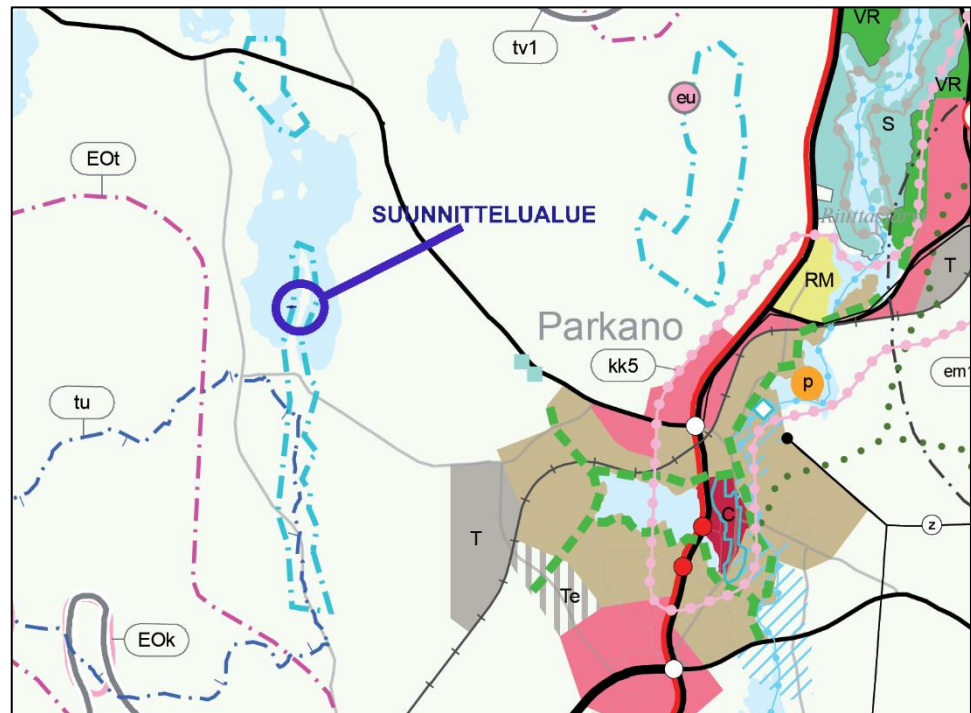 VR
tv1
eu
VR
S
EOt
SUUNNITTELUALUE
T
RM
Parkano
kk5
em
p
tu
C
T
z
Te
EOk